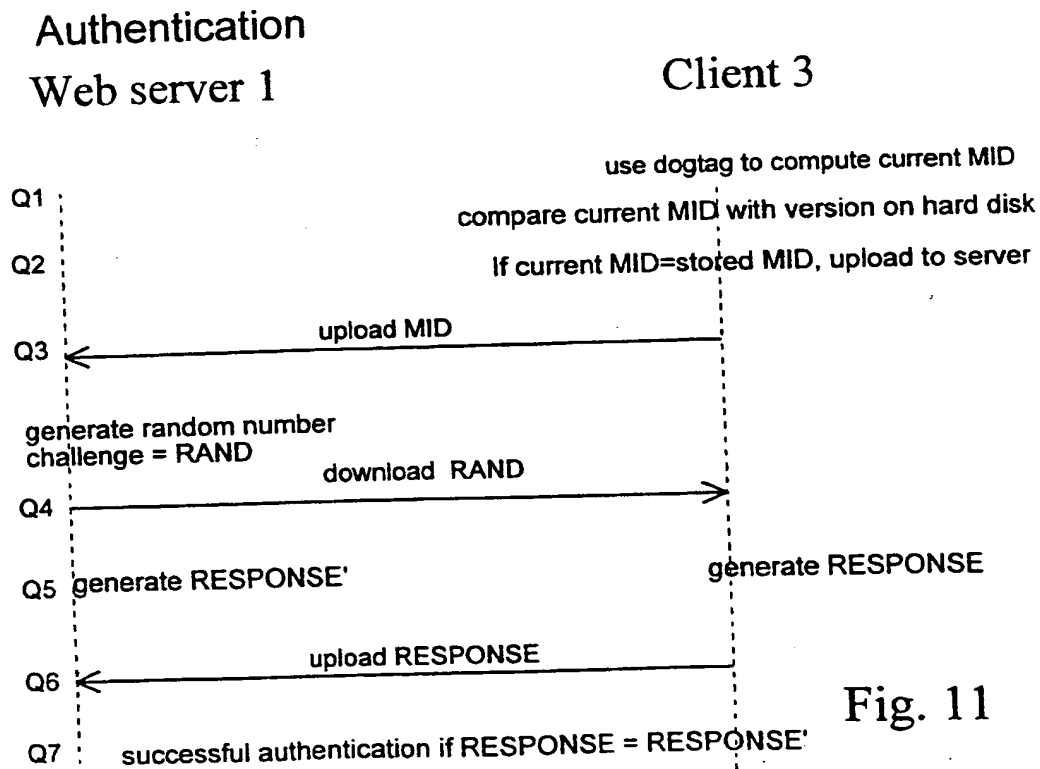 Authentication
Web server 1
Client 3
use dogtag to compute current MID
Q1
compare current MID with version on hard disk
Q2
If current MID=stored MID, upload to server
Q3
upload MID
generate random number
challenge = RAND
download RAND
Q4
Q5
generate RESPONSE'
generate RESPONSE
upload RESPONSE
Q6
Fig. 11
Q7
successful authentication if RESPONSE = RESPONSE'